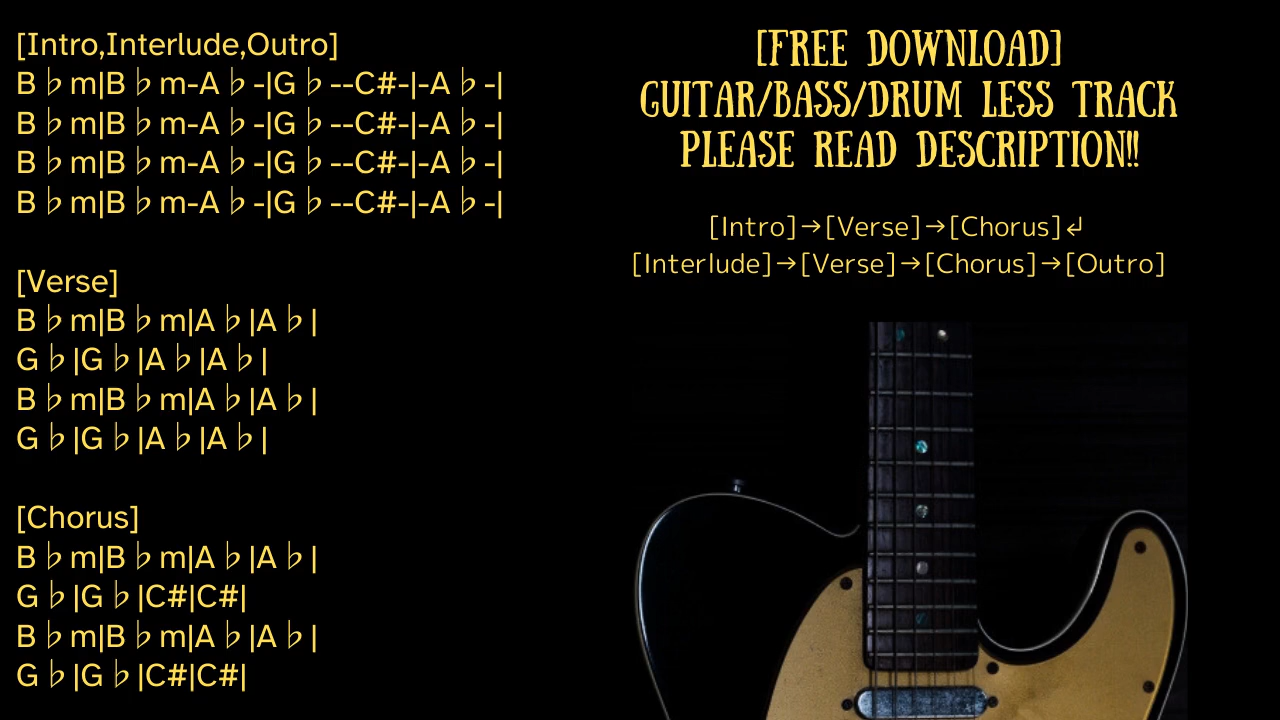 [Intro,Interlude,Outro]
B♭m|B♭m-A♭-|G♭--C#-|-A♭-|
B♭m|B♭m-A♭-|G♭--C#-|-A♭-|
B♭m|B♭m-A♭-|G♭--C#-|-A♭-|
B♭m|B♭m-A♭-|G♭--C#-|-A♭-|
[Verse]
B♭m|B♭m|A♭|A♭|
G♭|G♭|A♭|A♭|
B♭m|B♭m|A♭|A♭|
G♭|G♭|A♭|A♭|
[Chorus]
B♭m|B♭m|A♭|A♭|
G♭|G♭|C#|C#|
B♭m|B♭m|A♭|A♭|
G♭|G♭|C#|C#|
[FREE DOWNLOAD]
GUITAR/BASS/DRUM LESS TRACK
PLEASE READ DESCRIPTION!!
[Intro]→[Verse]→[Chorus]↲
[Interlude]→[Verse]→[Chorus]→[Outro]